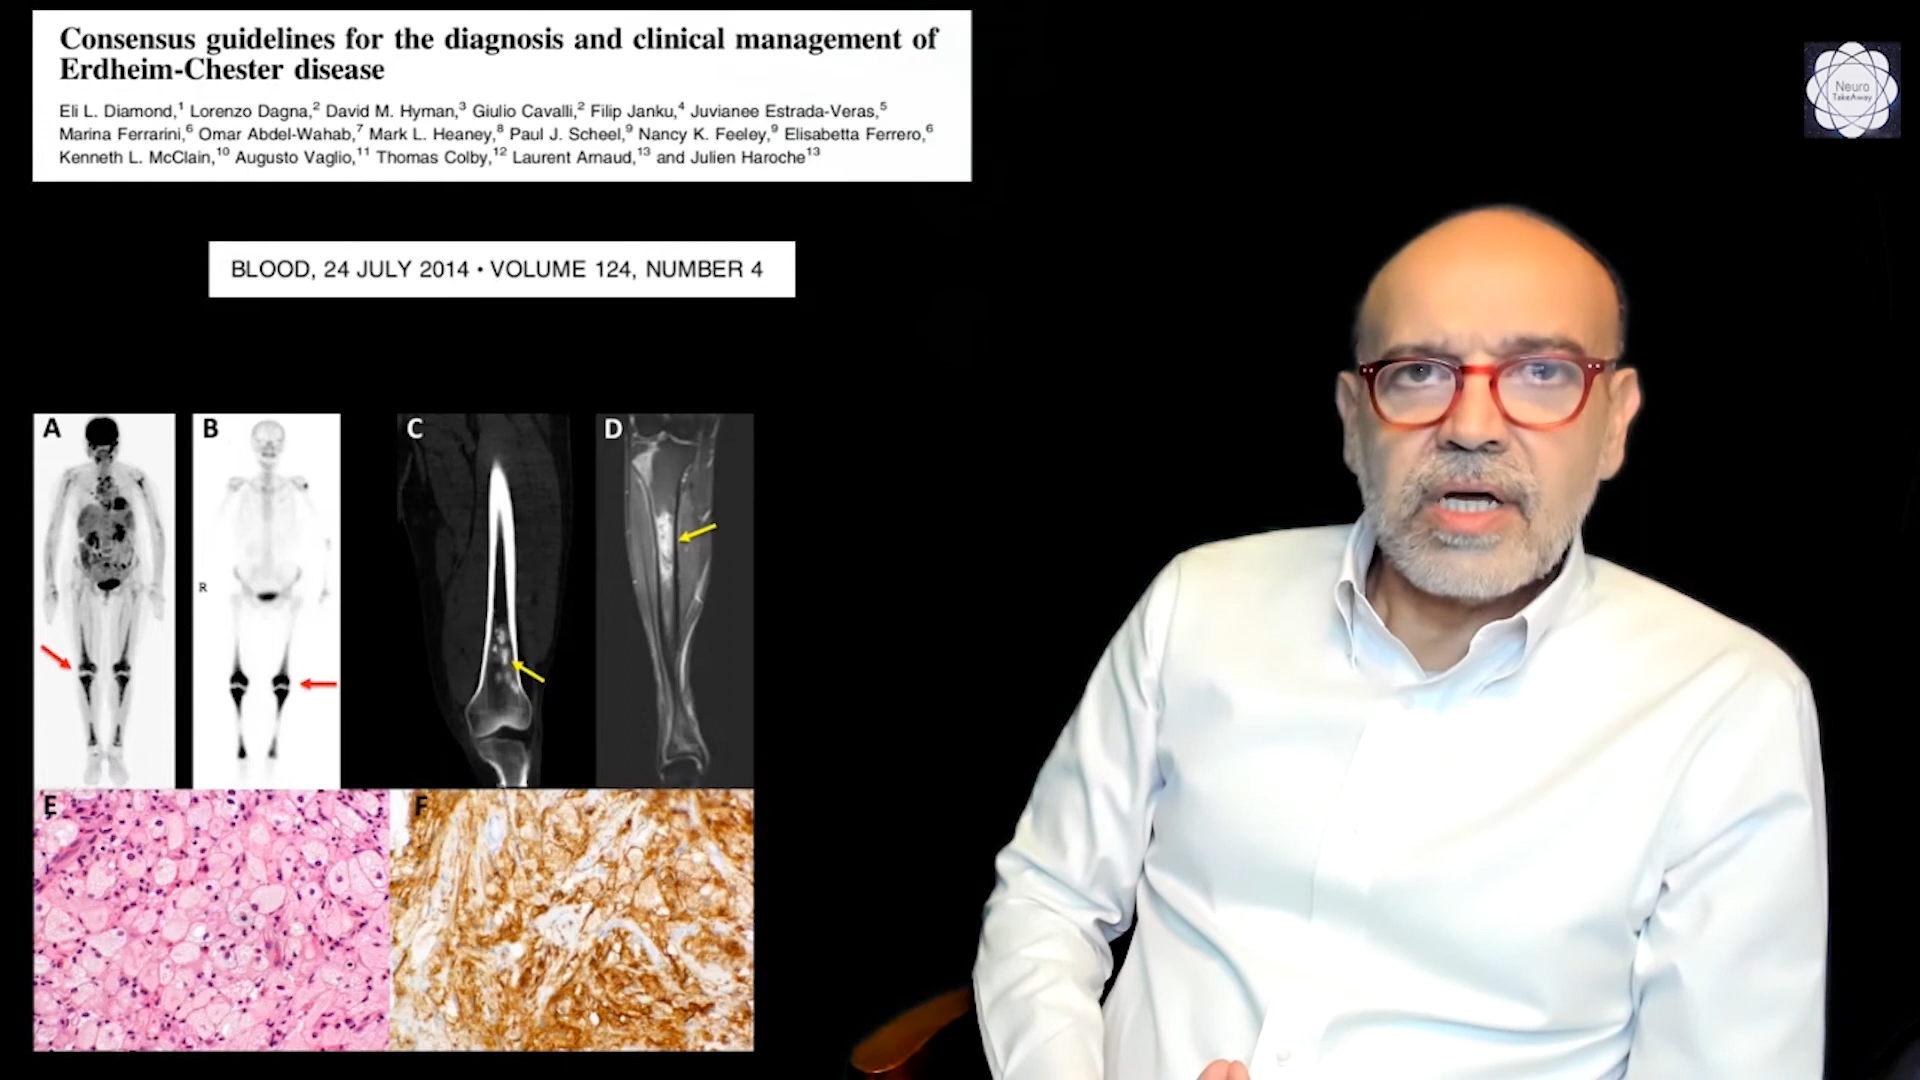 Consensus guidelines for the diagnosis and clinical management of
Erdheim-Chester disease
Eli L. Diamond,1 Lorenzo Dagna,2 David M. Hyman,3 Giulio Cavalli,2 Filip Janku,4 Juvianee Estrada-Veras,5
Marina Ferrarini,6 Omar Abdel-Wahab,7 Mark L. Heaney,8 Paul J. Scheel,9 Nancy K. Feeley,9 Elisabetta Ferrero,6
Kenneth L. McClain,10 Augusto Vaglio,11 Thomas Colby,12 Laurent Arnaud,13 and Julien Haroche13
BLOOD, 24 JULY 2014 • VOLUME 124, NUMBER 4
Neuro
TakeAway
A
B
R
C
D
E
F